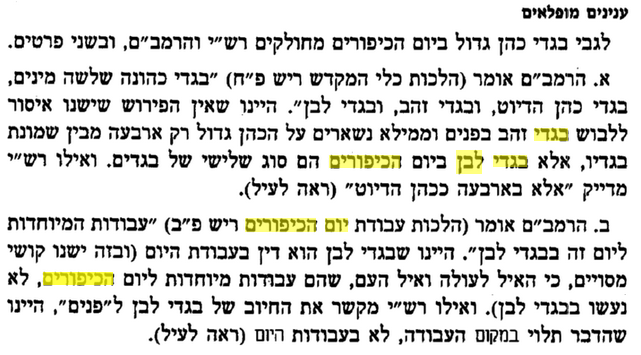 ענינים מופלאים
לגבי בגדי כהן גדול ביום הכיפורים מחולקים רש״י והרמב״ם, ובשני פרטים.
א. הרמב״ם אומר (הלכות כלי המקדש ריש פ״ח) ״בגדי כהונה שלשה מינים,
בגדי כהן הדיוט, ובגדי זהב, ובגדי לבן״. היינו שאין הפירוש שישנו איסור
ללבוש בגדי זהב בפנים וממילא נשארים על הכהן גדול רק ארבעה מבין שמונת
בגדיו, אלא בגדי לבן ביום הכיפורים הם סוג שלישי של בגדים. ואילו רש״י
מדייק ״אלא בארבעה ככהן הדיוט״ (ראה לעיל).
ב. הרמב״ם אומר (הלכות עבודת יום הכיפורים ריש פ״ב) ״עבודות המיוחדות
ליום זה בבגדי לבן״. היינו שבגדי לבן הוא דין בעבודת היום (ובזה ישנו קושי
מסויים, כי האיל לעולה ואיל העם, שהם עבודות מיוחדות ליום הכיפורים, לא
נעשו בבגדי לבן). ואילו רש״י מקשר את החיוב של בגדי לבן ל״פנים״, היינו
שהדבר תלוי במקום העבודה, לא בעבודות היום (ראה לעיל).